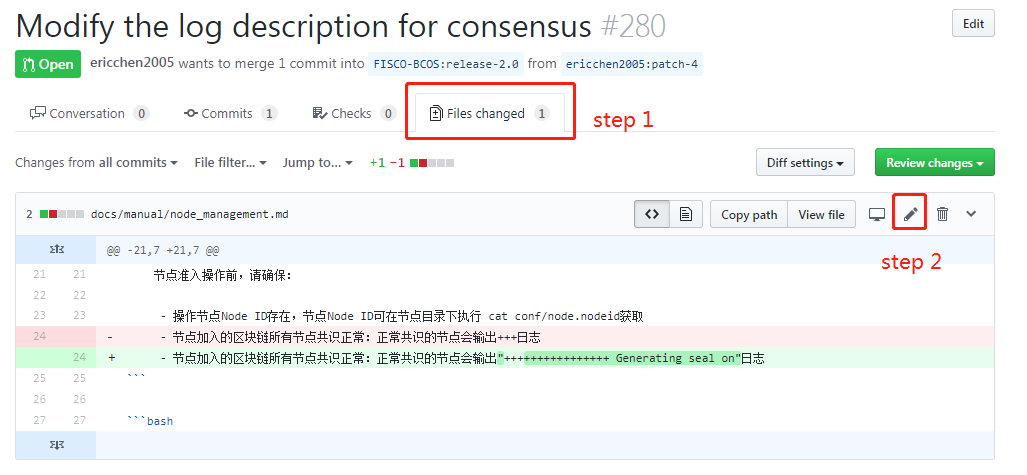 Modify the log description for consensus #280
Edit
Open ericchen2005 wants to merge 1 commit into FISCO-BCOS:release-2.0 from ericchen2005:patch-4
Conversation 0 Commits 1 Checks 0 Files changed 1
step 1
Changes from all commits File filter... Jump to... +1 −1 Diff settings Review changes
2 docs/manual/node_management.md <> Copy path View file
step 2
@@ -21,7 +21,7 @@
21 21 节点准入操作前，请确保：
22 22
23 23 - 操作节点Node ID存在，节点Node ID可在节点目录下执行 cat conf/node.nodeid获取
24 - - 节点加入的区块链所有节点共识正常：正常共识的节点会输出+++日志
24 + - 节点加入的区块链所有节点共识正常：正常共识的节点会输出"++++++++++++++++ Generating seal on"日志
25 25 ```
26 26
27 27 ```bash